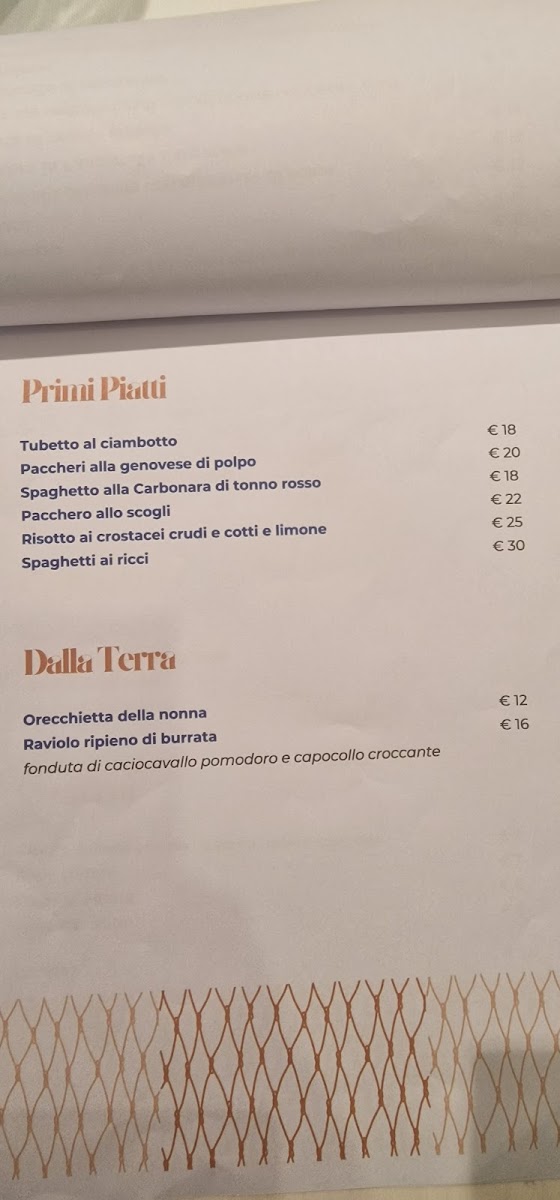 Primi Piatti
Tubetto al ciambotto € 18
Paccheri alla genovese di polpo € 20
Spaghetto alla Carbonara di tonno rosso € 18
Pacchero allo scogli € 22
Risotto ai crostacei crudi e cotti e limone € 25
Spaghetti ai ricci € 30
Dalla Terra
Orecchietta della nonna € 12
Raviolo ripieno di burrata € 16
fonduta di caciocavallo pomodoro e capocollo croccante